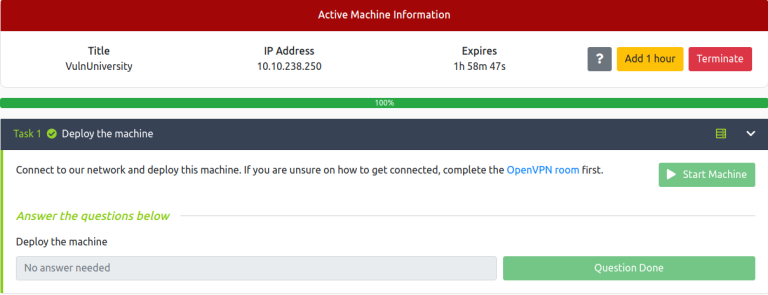 Active Machine Information
Title IP Address Expires
VulnUniversity 10.10.238.250 1h 58m 47s
? Add 1 hour Terminate
100%
Task 1 Deploy the machine
Connect to our network and deploy this machine. If you are unsure on how to get connected, complete the OpenVPN room first.
Start Machine
Answer the questions below
Deploy the machine
No answer needed Question Done